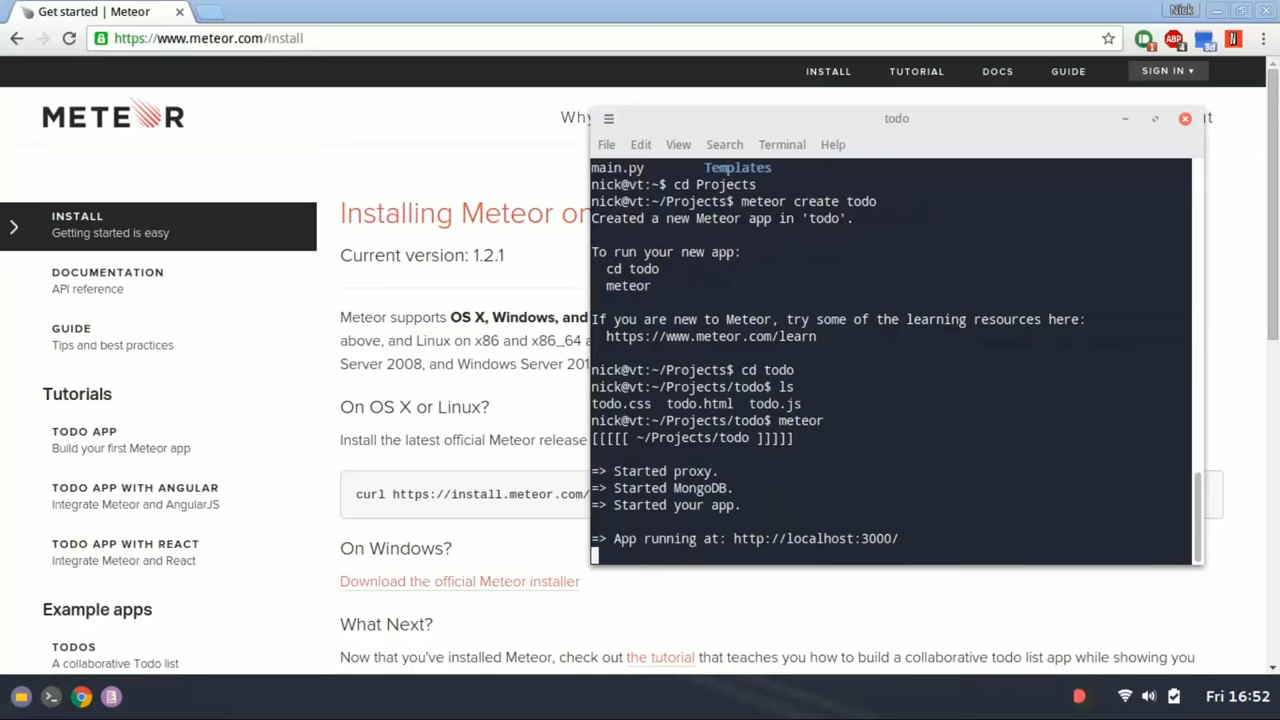 Get started | Meteor
Nick
https://www.meteor.com/install
1
ABP
4
3d
N
INSTALL
TUTORIAL
DOCS
GUIDE
SIGN IN ▾
METEOR
Why
t
INSTALL
Getting started is easy
DOCUMENTATION
API reference
GUIDE
Tips and best practices
Tutorials
TODO APP
Build your first Meteor app
TODO APP WITH ANGULAR
Integrate Meteor and AngularJS
TODO APP WITH REACT
Integrate Meteor and React
Example apps
TODOS
A collaborative Todo list
Installing Meteor on
Current version: 1.2.1
Meteor supports OS X, Windows, and
above, and Linux on x86 and x86_64
Server 2008, and Windows Server 201
On OS X or Linux?
Install the latest official Meteor release
curl https://install.meteor.com/
On Windows?
Download the official Meteor installer
What Next?
Now that you've installed Meteor, check out the tutorial that teaches you how to build a collaborative todo list app while showing you
todo
File Edit View Search Terminal Help
main.py Templates
nick@vt:~$ cd Projects
nick@vt:~/Projects$ meteor create todo
Created a new Meteor app in 'todo'.
To run your new app:
cd todo
meteor
If you are new to Meteor, try some of the learning resources here:
https://www.meteor.com/learn
nick@vt:~/Projects$ cd todo
nick@vt:~/Projects/todo$ ls
todo.css todo.html todo.js
nick@vt:~/Projects/todo$ meteor
[[[[[ ~/Projects/todo ]]]]]
=> Started proxy.
=> Started MongoDB.
=> Started your app.
=> App running at: http://localhost:3000/
Fri 16:52